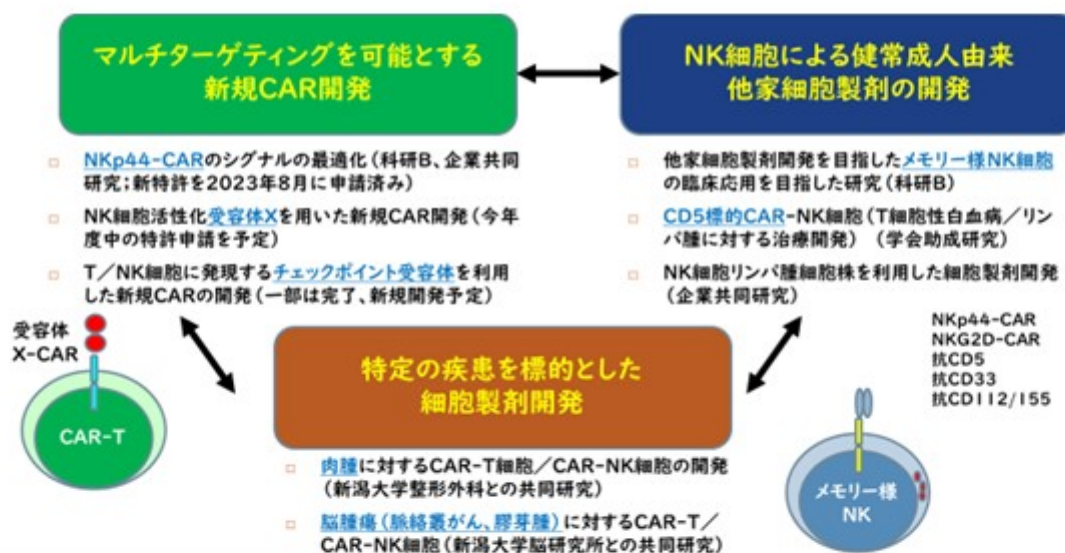 マルチターゲティングを可能とする
新規CAR開発
NK細胞による健常成人由来
他家細胞製剤の開発
NKp44-CARのシグナルの最適化(科研B、企業共同
研究;新特許を2023年8月に申請済み)
NK細胞活性化受容体Xを用いた新規CAR開発(今年
度中の特許申請を予定)
T/NK細胞に発現するチェックポイント受容体を利用
した新規CARの開発(一部は完了、新規開発予定)
他家細胞製剤開発を目指したメモリー様NK細胞
の臨床応用を目指した研究(科研B)
CD5標的CAR-NK細胞(T細胞性白血病/リン
パ腫に対する治療開発) (学会助成研究)
NK細胞リンパ腫細胞株を利用した細胞製剤開発
(企業共同研究)
受容体
X-CAR
CAR-T
特定の疾患を標的とした
細胞製剤開発
NKp44-CAR
NKG2D-CAR
抗CD5
抗CD33
抗CD112/155
メモリー様
NK
肉腫に対するCAR-T細胞/CAR-NK細胞の開発
(新潟大学整形外科との共同研究)
脳腫瘍(脈絡叢がん、膠芽腫)に対するCAR-T/
CAR-NK細胞(新潟大学脳研究所との共同研究)